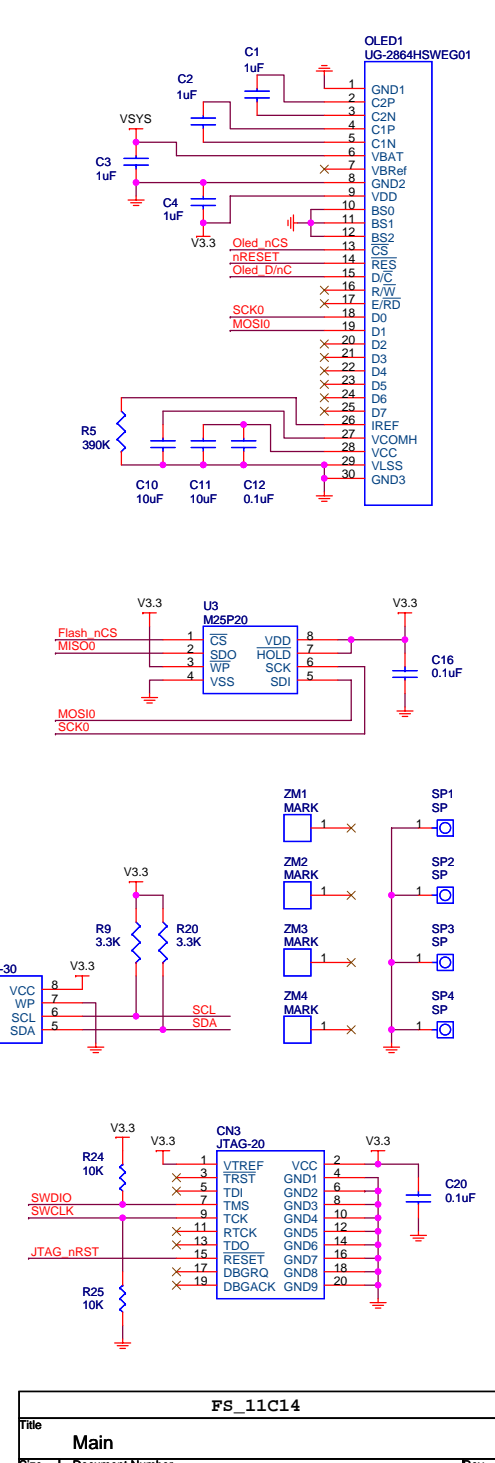 OLED1
UG-2864HSWEG01
C1
1uF
C2
1uF
VSYS
C3
1uF
C4
1uF
V3.3
1 GND1
2 C2P
3 C2N
4 C1P
5 C1N
6 VBAT
7 VBRef
8 GND2
9 VDD
10 BS0
11 BS1
12 BS2
Oled_nCS 13 CS
nRESET 14 RES
Oled_D/nC 15 D/C
16 R/W
17 E/RD
SCK0 18 D0
MOSI0 19 D1
20 D2
21 D3
22 D4
23 D5
24 D6
25 D7
26 IREF
27 VCOMH
28 VCC
29 VLSS
30 GND3
R5
390K
C10 C11 C12
10uF 10uF 0.1uF
V3.3 U3 V3.3
M25P20
Flash_nCS 1 CS VDD 8
MISO0 2 SDO HOLD 7
3 WP SCK 6
4 VSS SDI 5
C16
0.1uF
MOSI0
SCK0
ZM1 SP1
MARK SP
1 1
ZM2 SP2
MARK SP
1 1
ZM3 SP3
MARK SP
1 1
ZM4 SP4
MARK SP
1 1
V3.3
R9 R20
3.3K 3.3K
-30 V3.3
VCC 8
WP 7
SCL 6 SCL
SDA 5 SDA
CN3
JTAG-20
V3.3 V3.3 V3.3
R24
10K
1 VTREF VCC 2
3 TRST GND1 4
5 TDI GND2 6
SWDIO 7 TMS GND3 8
SWCLK 9 TCK GND4 10
11 RTCK GND5 12
13 TDO GND6 14
JTAG_nRST 15 RESET GND7 16
17 DBGRQ GND8 18
19 DBGACK GND9 20
C20
0.1uF
R25
10K
FS_11C14
Title
Main
Size Document Number Rev